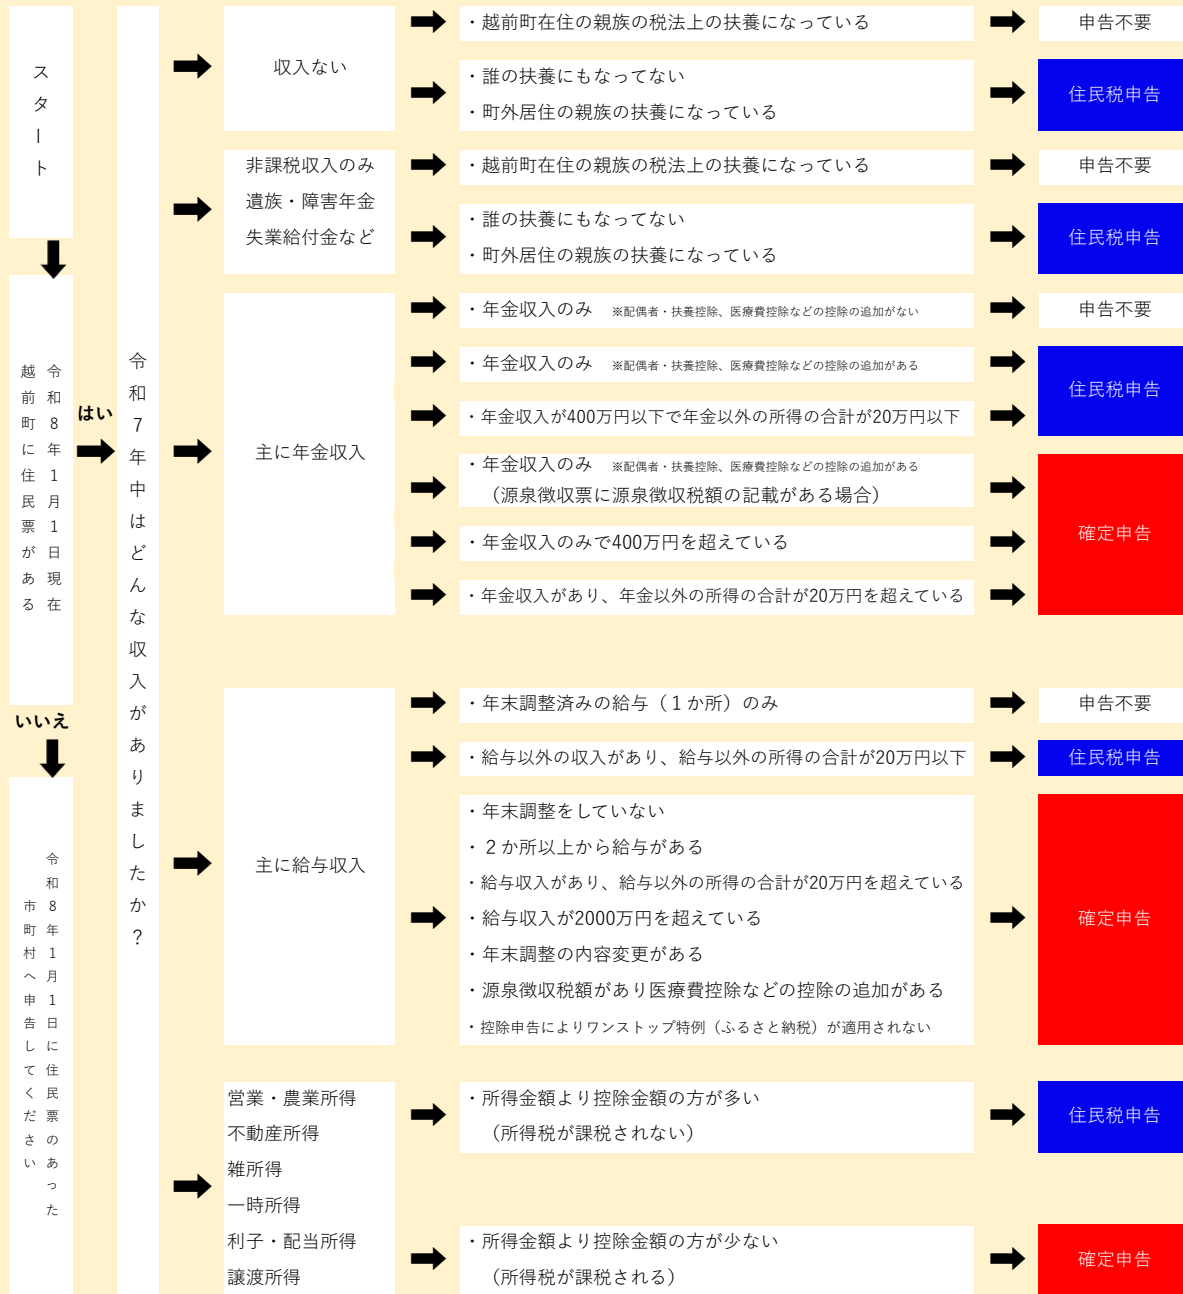 スタート
令和８年１月１日現在
越前町に住民票がある
はい
いいえ
令和８年１月１日に住民票のあった
市町村へ申告してください
令和７年中はどんな収入がありましたか？
収入ない
・越前町在住の親族の税法上の扶養になっている
申告不要
・誰の扶養にもなってない
・町外居住の親族の扶養になっている
住民税申告
非課税収入のみ
遺族・障害年金
失業給付金など
・越前町在住の親族の税法上の扶養になっている
申告不要
・誰の扶養にもなってない
・町外居住の親族の扶養になっている
住民税申告
主に年金収入
・年金収入のみ　※配偶者・扶養控除、医療費控除などの控除の追加がない
申告不要
・年金収入のみ　※配偶者・扶養控除、医療費控除などの控除の追加がある
・年金収入が400万円以下で年金以外の所得の合計が20万円以下
住民税申告
・年金収入のみ　※配偶者・扶養控除、医療費控除などの控除の追加がある
（源泉徴収票に源泉徴収税額の記載がある場合）
・年金収入のみで400万円を超えている
・年金収入があり、年金以外の所得の合計が20万円を超えている
確定申告
主に給与収入
・年末調整済みの給与（１か所）のみ
申告不要
・給与以外の収入があり、給与以外の所得の合計が20万円以下
住民税申告
・年末調整をしていない
・２か所以上から給与がある
・給与収入があり、給与以外の所得の合計が20万円を超えている
・給与収入が2000万円を超えている
・年末調整の内容変更がある
・源泉徴収税額があり医療費控除などの控除の追加がある
・控除申告によりワンストップ特例（ふるさと納税）が適用されない
確定申告
営業・農業所得
不動産所得
雑所得
一時所得
利子・配当所得
譲渡所得
・所得金額より控除金額の方が多い
（所得税が課税されない）
住民税申告
・所得金額より控除金額の方が少ない
（所得税が課税される）
確定申告